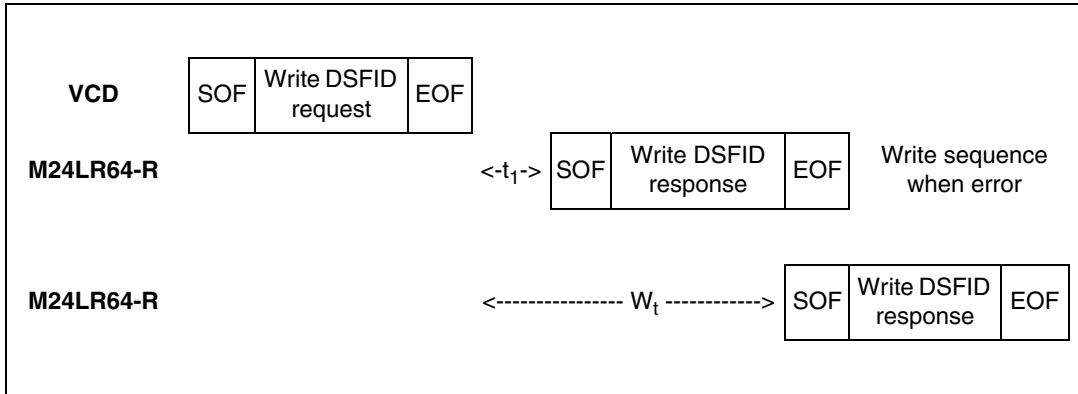 VCD SOF Write DSFID request EOF
M24LR64-R <-t1-> SOF Write DSFID response EOF Write sequence when error
M24LR64-R <---------------- Wt ------------> SOF Write DSFID response EOF